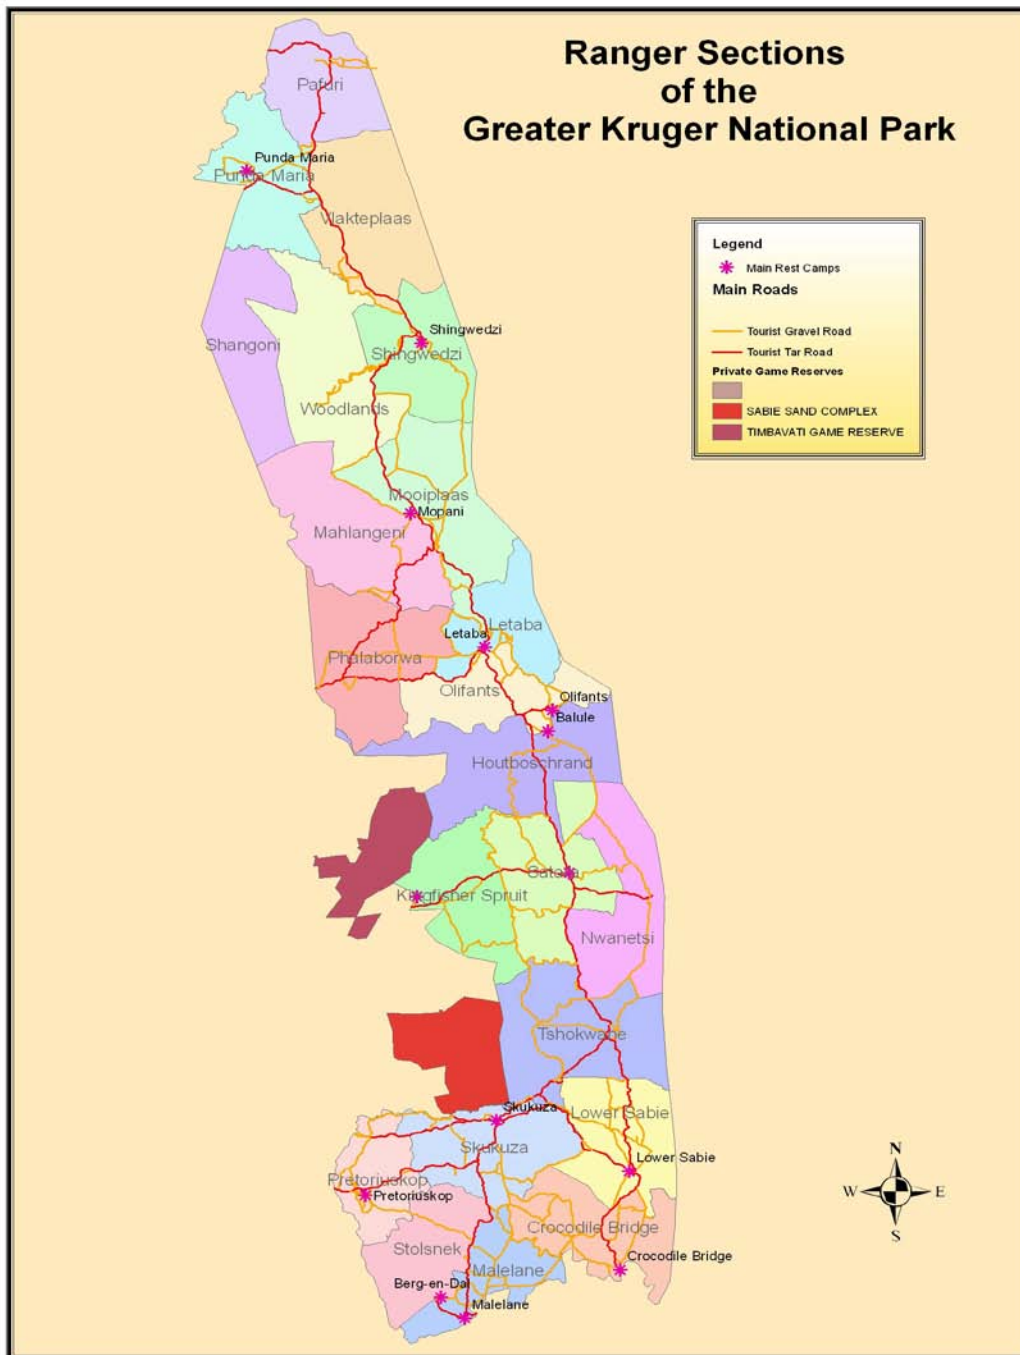 Ranger Sections
of the
Greater Kruger National Park
Legend
Main Rest Camps
Main Roads
Tourist Gravel Road
Tourist Tar Road
Private Game Reserves
SABIE SAND COMPLEX
TIMBAVATI GAME RESERVE
Pafuri
Punda Maria
Punda Maria
Vlakteplaas
Shingwedzi
Shangoni
Shingwedzi
Woodlands
Mooiplaas
Mopani
Mahlangeni
Letaba
Letaba
Phalaborwa
Olifants
Olifants
Balule
Houtboschrand
Satara
Kingfisher Spruit
Nwanetsi
Tshokwane
Skukuza
Lower Sabie
Skukuza
Lower Sabie
Pretoriuskop
Pretoriuskop
Crocodile Bridge
Stolsnek
Crocodile Bridge
Malelane
Berg-en-Dal
Malelane
N
W E
S